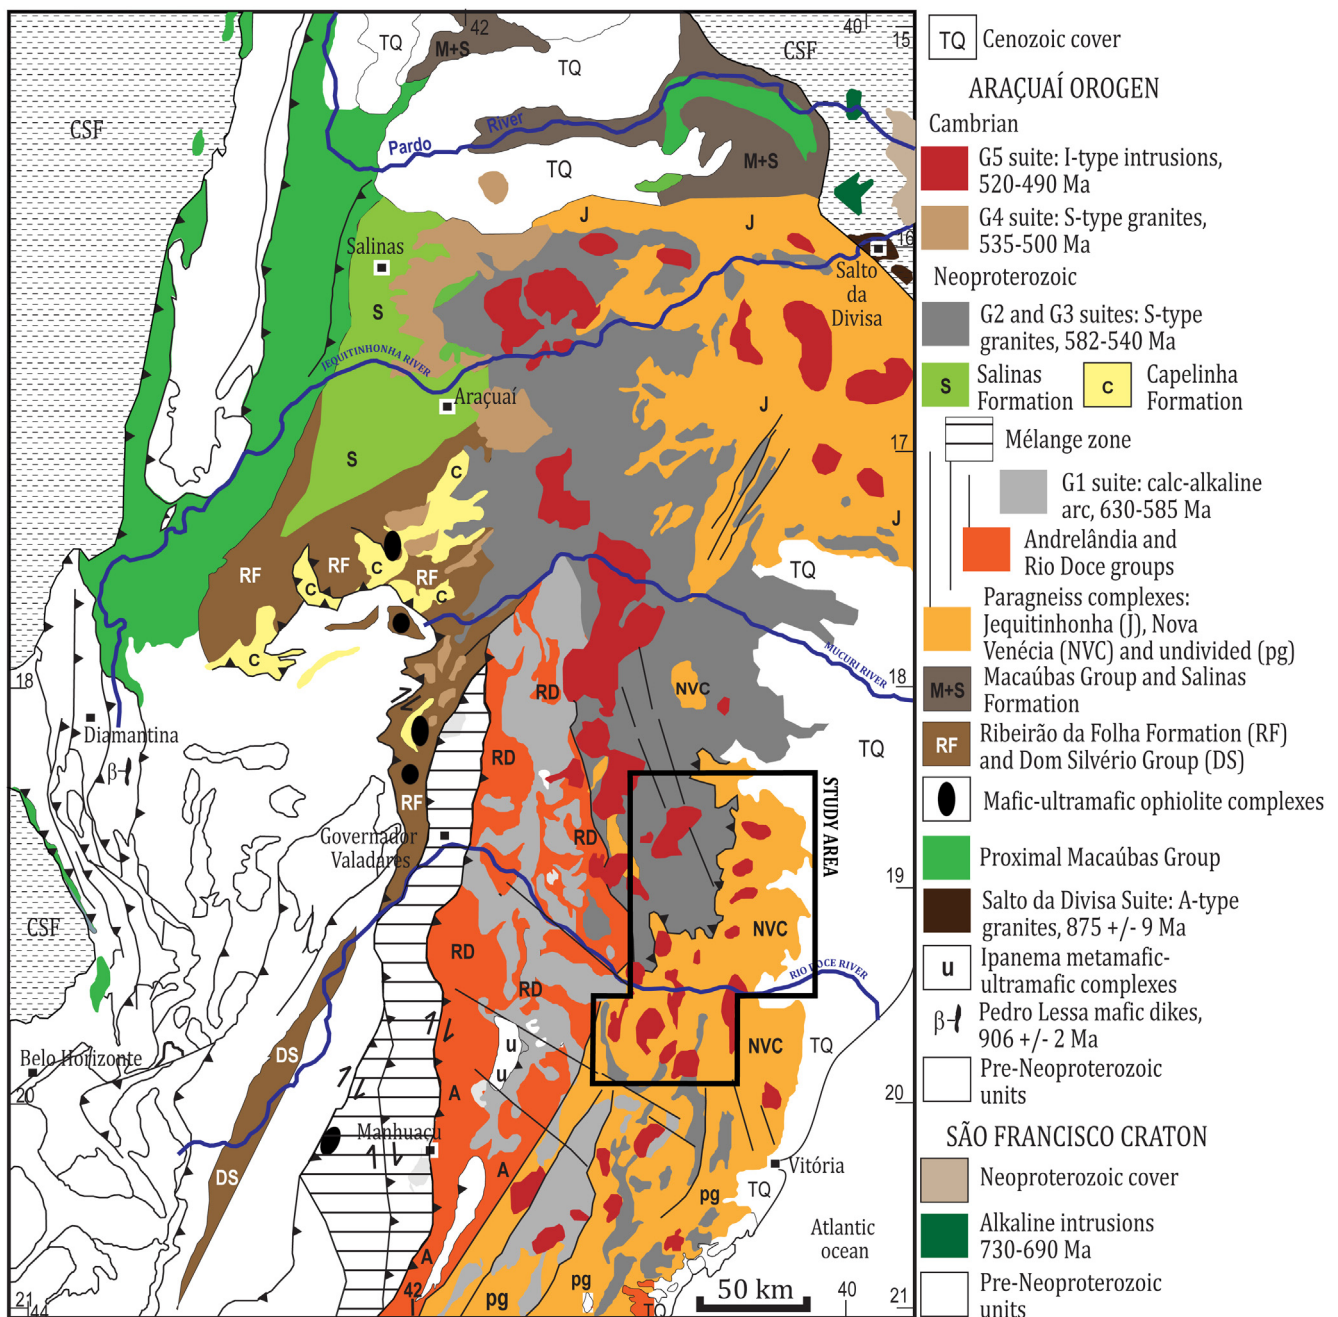 42
40
15
TQ
M+S
TQ
CSF
CSF
Pardo
River
TQ
M+S
J
J
16
Salinas
Salto
da
Divisa
S
JEQUITINHONHA RIVER
Araçuaí
J
17
S
C
J
RF
RF
C
RF
C
C
TQ
C
MUCURI RIVER
18
NVC
RD
Diamantina
TQ
β
RD
STUDY AREA
RF
Governador
Valadares
RD
19
CSF
NVC
RD
RIO DOCE RIVER
RD
DS
u
u
NVC
TQ
Belo Horizonte
20
A
20
Manhuaçu
A
Vitória
DS
pg
TQ
Atlantic
ocean
A
pg
pg
42
50 km
TQ
21
44
40
21
TQ Cenozoic cover
ARAÇUAÍ OROGEN
Cambrian
G5 suite: I-type intrusions,
520-490 Ma
G4 suite: S-type granites,
535-500 Ma
Neoproterozoic
G2 and G3 suites: S-type
granites, 582-540 Ma
S Salinas
Formation
C Capelinha
Formation
Mélange zone
G1 suite: calc-alkaline
arc, 630-585 Ma
Andrelândia and
Rio Doce groups
Paragneiss complexes:
Jequitinhonha (J), Nova
Venécia (NVC) and undivided (pg)
M+S Macaúbas Group and Salinas
Formation
RF Ribeirão da Folha Formation (RF)
and Dom Silvério Group (DS)
Mafic-ultramafic ophiolite complexes
Proximal Macaúbas Group
Salto da Divisa Suite: A-type
granites, 875 +/- 9 Ma
u Ipanema metamafic-
ultramafic complexes
β Pedro Lessa mafic dikes,
906 +/- 2 Ma
Pre-Neoproterozoic
units
SÃO FRANCISCO CRATON
Neoproterozoic cover
Alkaline intrusions
730-690 Ma
Pre-Neoproterozoic
units